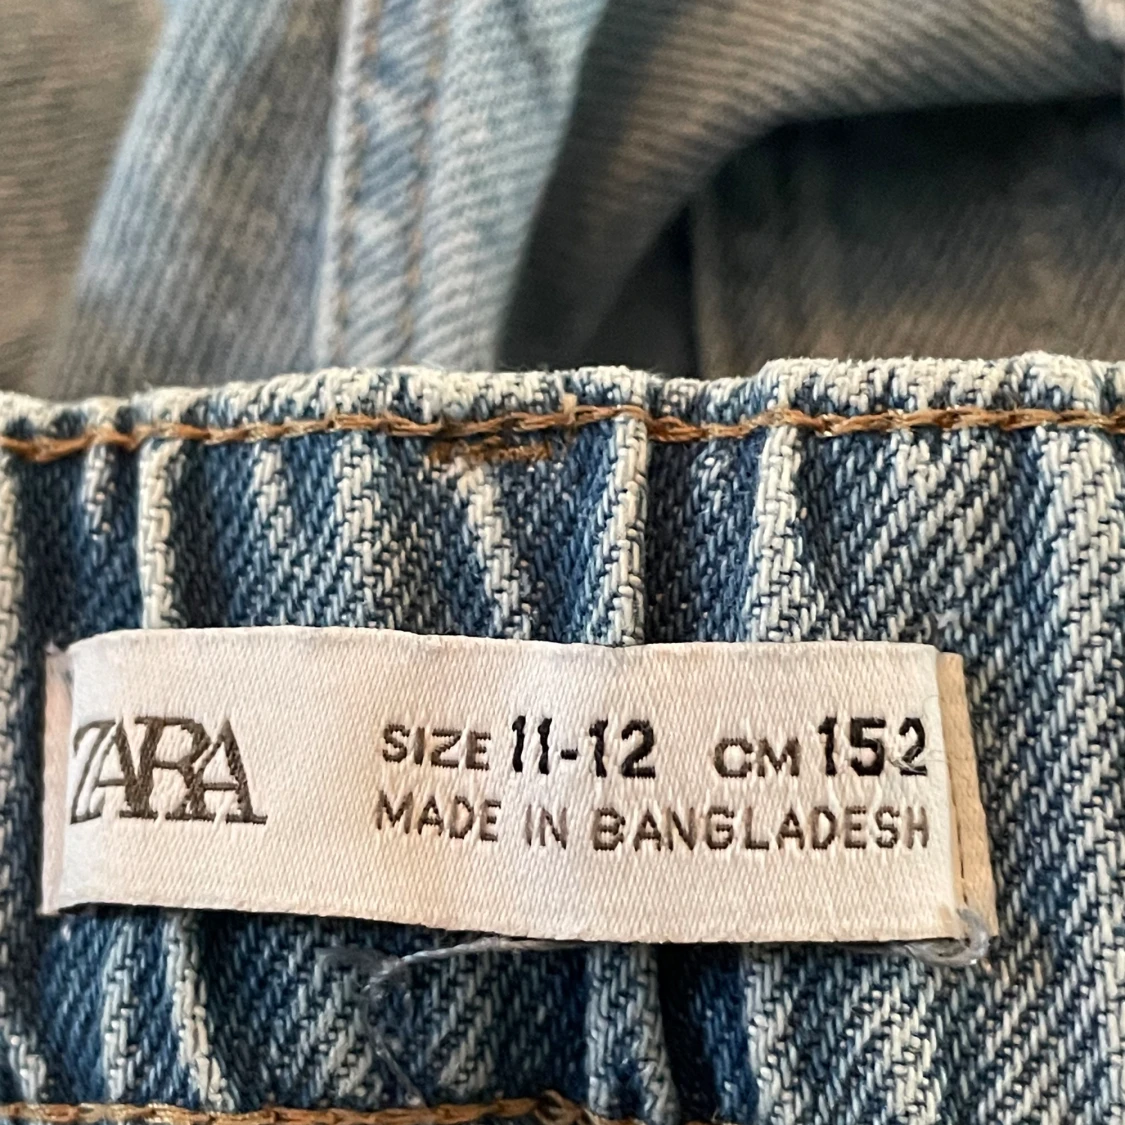 ZARA
SIZE 11-12 CM 152
MADE IN BANGLADESH